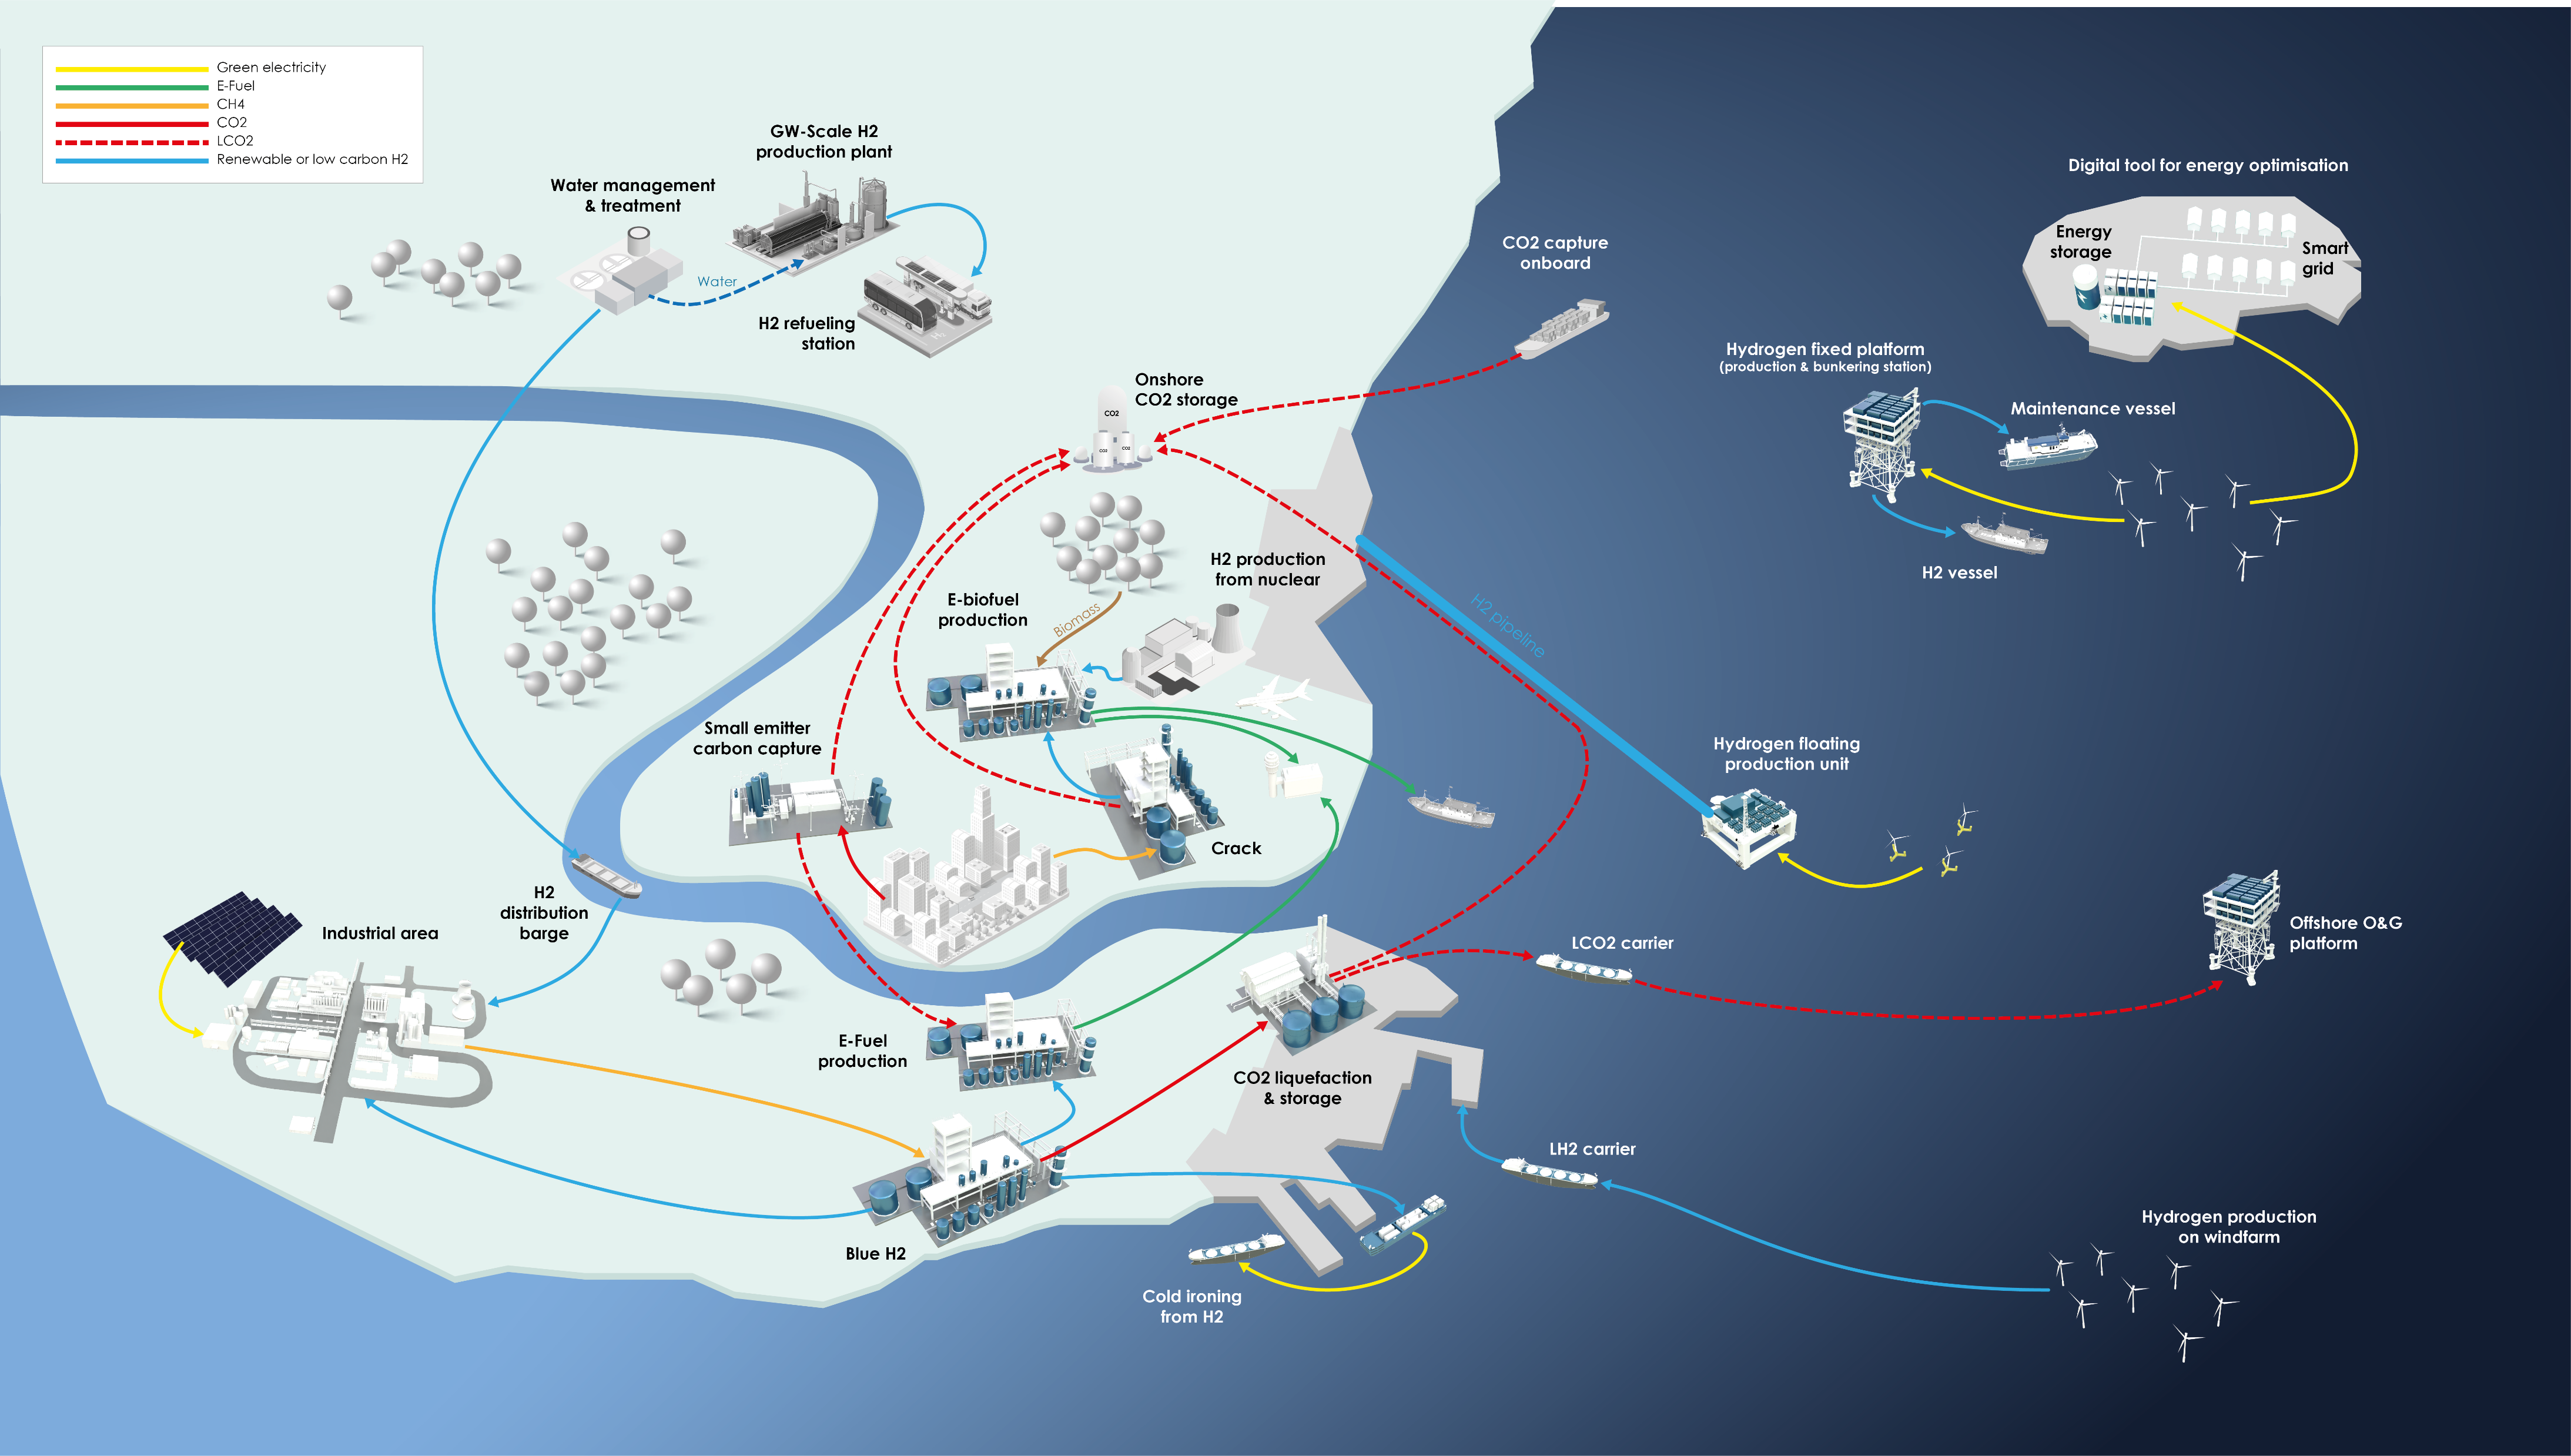 Green electricity
E-Fuel
CH4
CO2
LCO2
Renewable or low carbon H2
GW-Scale H2
production plant
Water management
& treatment
Water
H2 refueling
station
H2
Digital tool for energy optimisation
Energy
storage
Smart
grid
CO2 capture
onboard
Hydrogen fixed platform
(production & bunkering station)
Maintenance vessel
H2 vessel
Onshore
CO2 storage
CO2
CO2
CO2
H2 production
from nuclear
E-biofuel
production
Biomass
H2 pipeline
Small emitter
carbon capture
Crack
Hydrogen floating
production unit
H2
distribution
barge
Industrial area
LCO2 carrier
Offshore O&G
platform
E-Fuel
production
CO2 liquefaction
& storage
LH2 carrier
Blue H2
Cold ironing
from H2
Hydrogen production
on windfarm